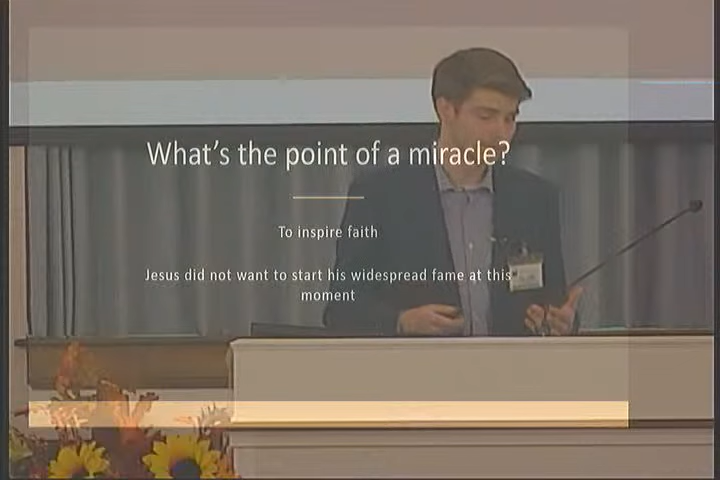 What's the point of a miracle?
To inspire faith
Jesus did not want to start his widespread fame at this
moment